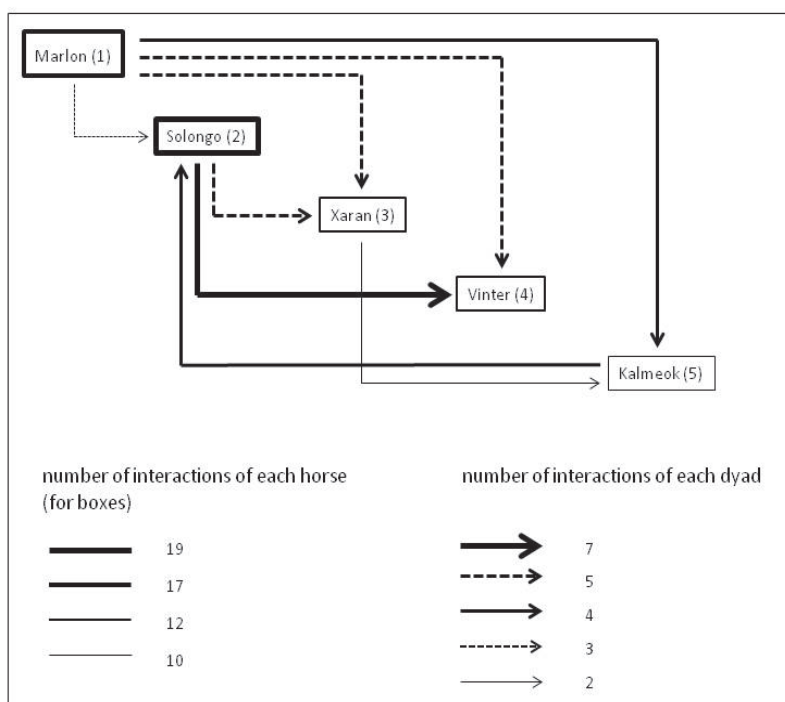 Marlon (1)
Solongo (2)
Xaran (3)
Vinter (4)
Kalmeok (5)
number of interactions of each horse
(for boxes)
19
17
12
10
number of interactions of each dyad
7
5
4
3
2